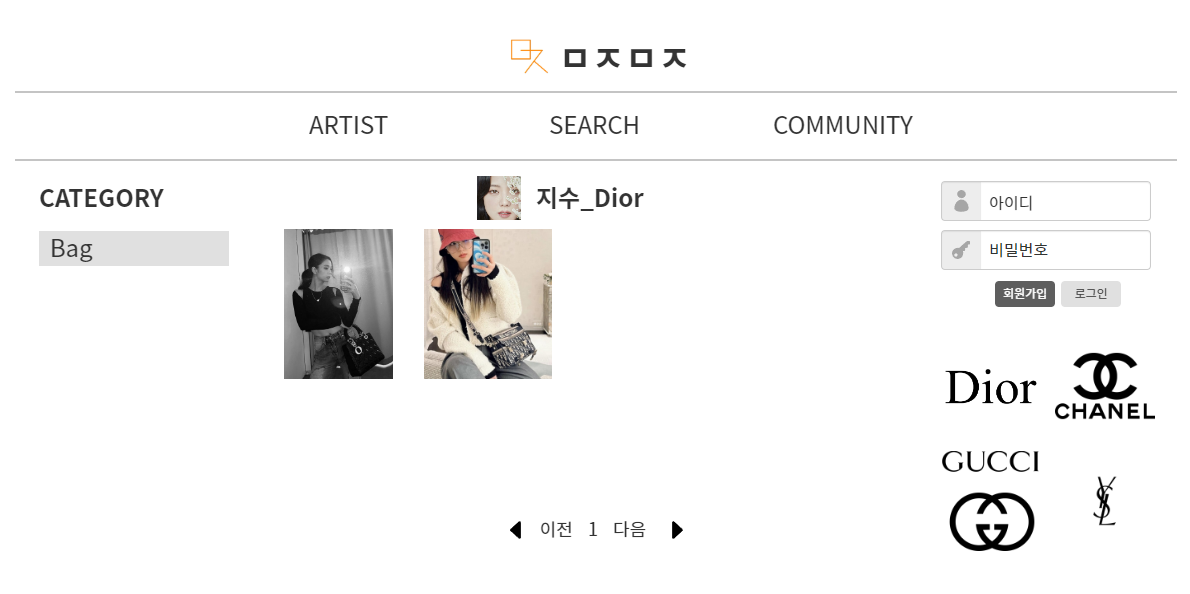 ㅁㅈㅁㅈ
ARTIST SEARCH COMMUNITY
CATEGORY
Bag
지수_Dior
아이디
비밀번호
회원가입 로그인
Dior CHANEL
GUCCI YSL
이전 1 다음